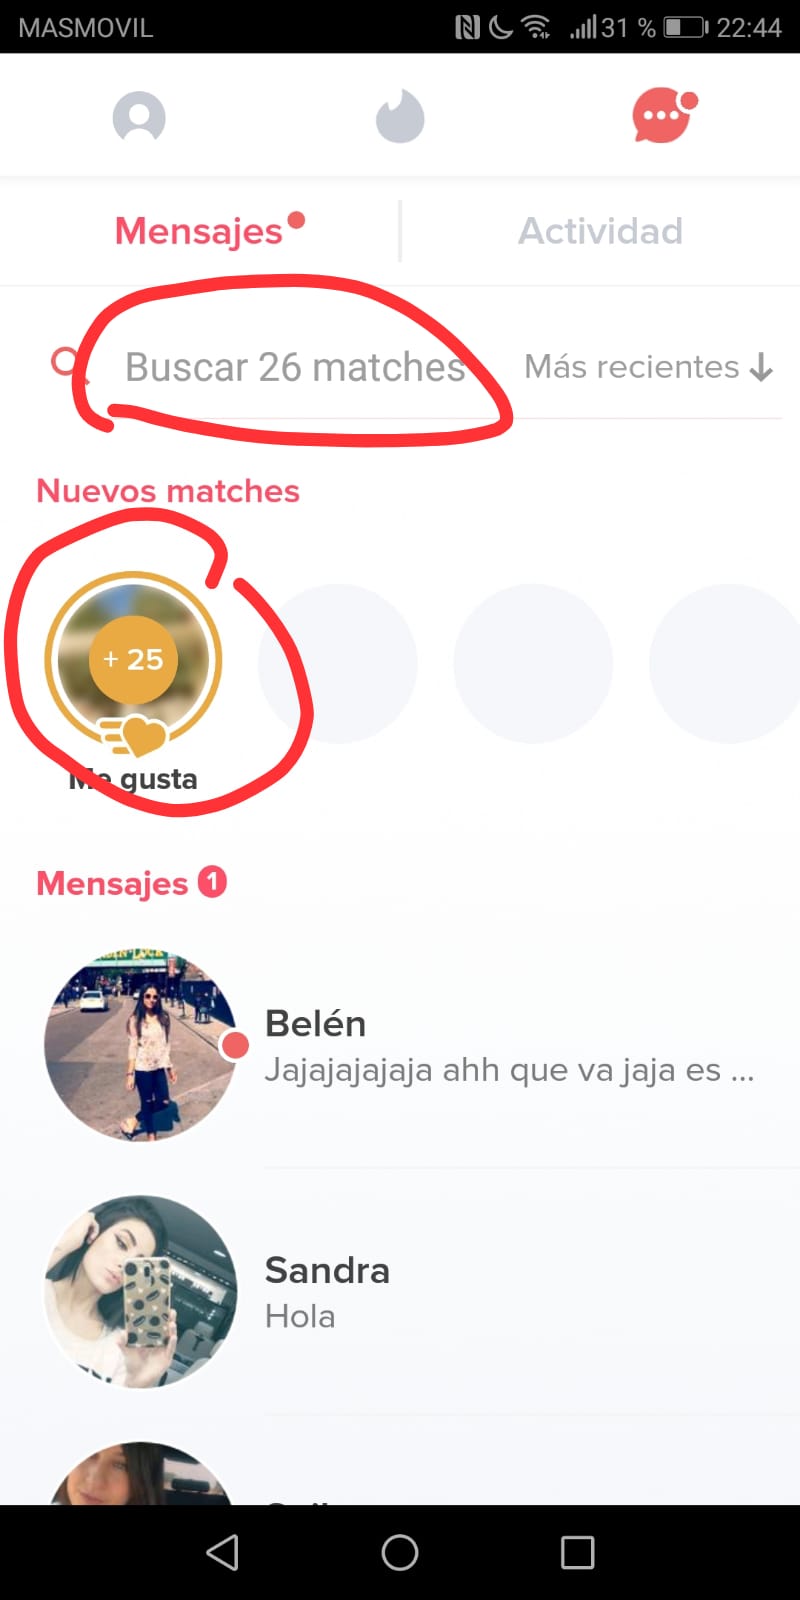 MASMOVIL 31 % 22:44
Mensajes Actividad
Buscar 26 matches Más recientes
Nuevos matches
+ 25
Me gusta
Mensajes 1
Belén
Jajajajajaja ahh que va jaja es ...
Sandra
Hola